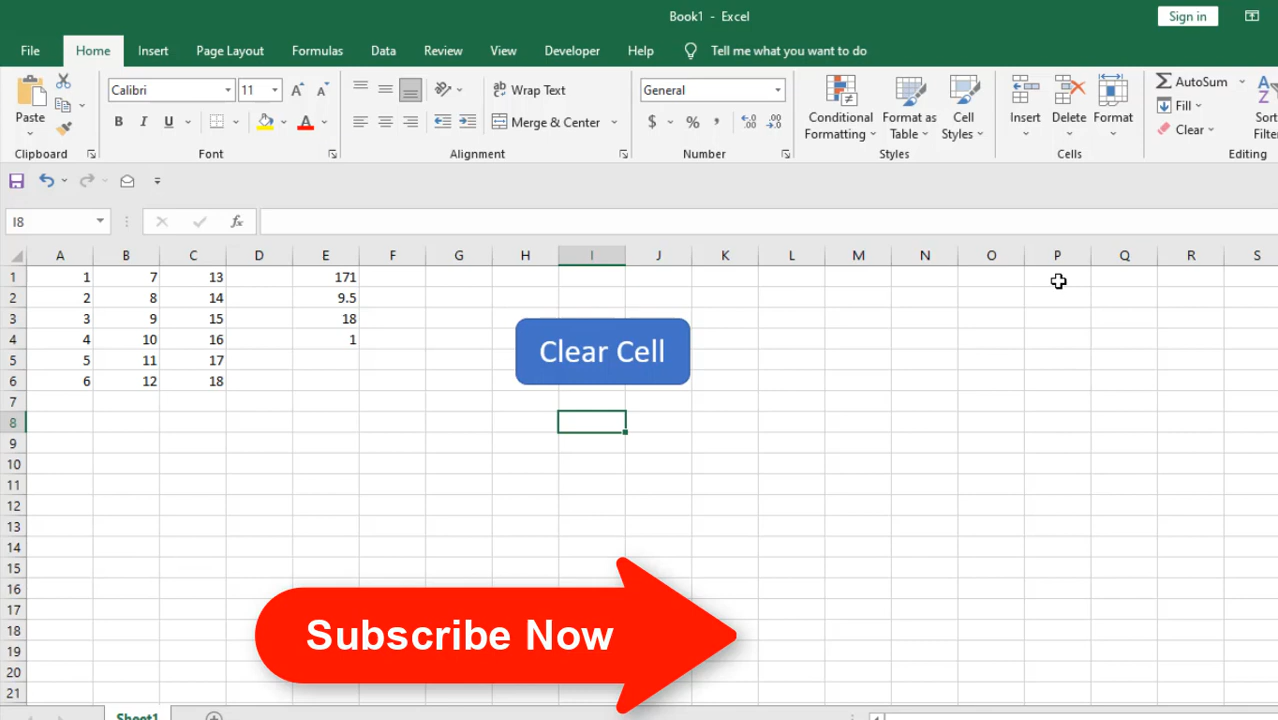 Book1 - Excel
Sign in
File Home Insert Page Layout Formulas Data Review View Developer Help Tell me what you want to do
Paste
Clipboard
Calibri 11
B I U A
Font
Wrap Text
Merge & Center
Alignment
General
$ % ,
Number
Conditional Formatting
Format as Table
Cell Styles
Styles
Insert Delete Format
Cells
AutoSum
Fill
Clear
Editing
I8 fx
A B C D E F G H I J K L M N O P Q R S
1 1 7 13 171
2 2 8 14 9.5
3 3 9 15 18
4 4 10 16 1
5 5 11 17
6 6 12 18
7
8
9
10
11
12
13
14
15
16
17
18
19
20
21
Clear Cell
Subscribe Now
Sheet1